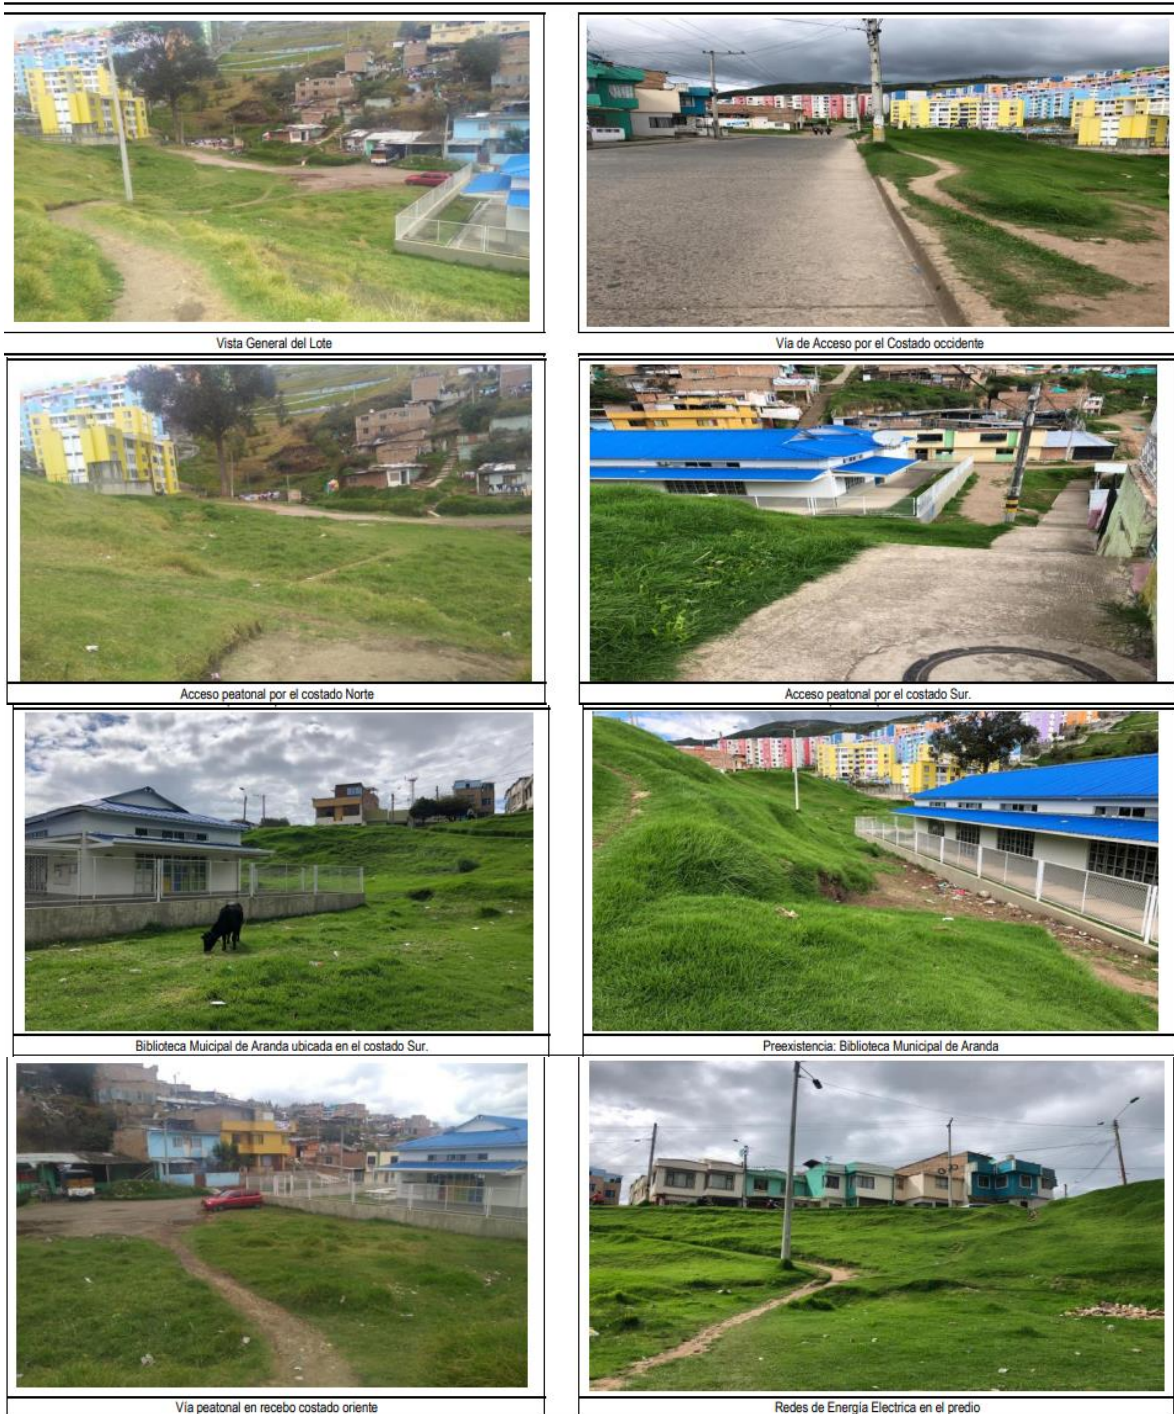 Vista General del Lote
Vía de Acceso por el Costado occidente
Acceso peatonal por el costado Norte
Acceso peatonal por el costado Sur.
Biblioteca Muicipal de Aranda ubicada en el costado Sur.
Preexistencia: Biblioteca Municipal de Aranda
Vía peatonal en recebo costado oriente
Redes de Energía Electrica en el predio